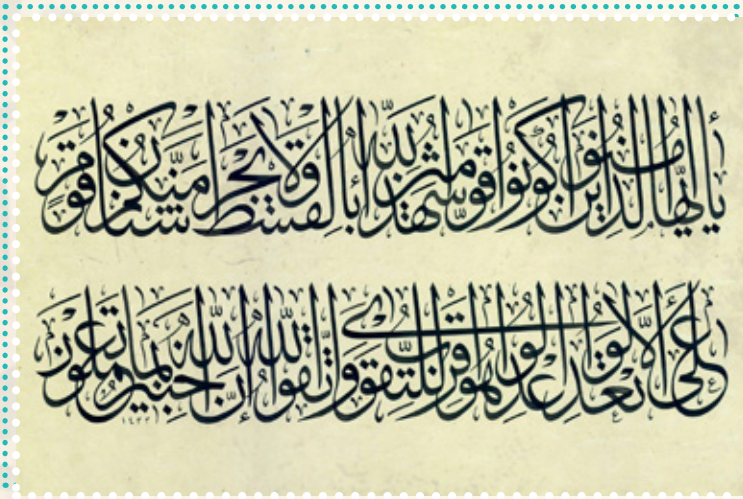 يا أيها الذين آمنوا كونوا قوامين لله شهداء بالقسط ولا يجرمنكم شنآن قوم
على ألا تعدلوا اعدلوا هو أقرب للتقوى واتقوا الله إن الله خبير بما تعملون
١٤٣٣